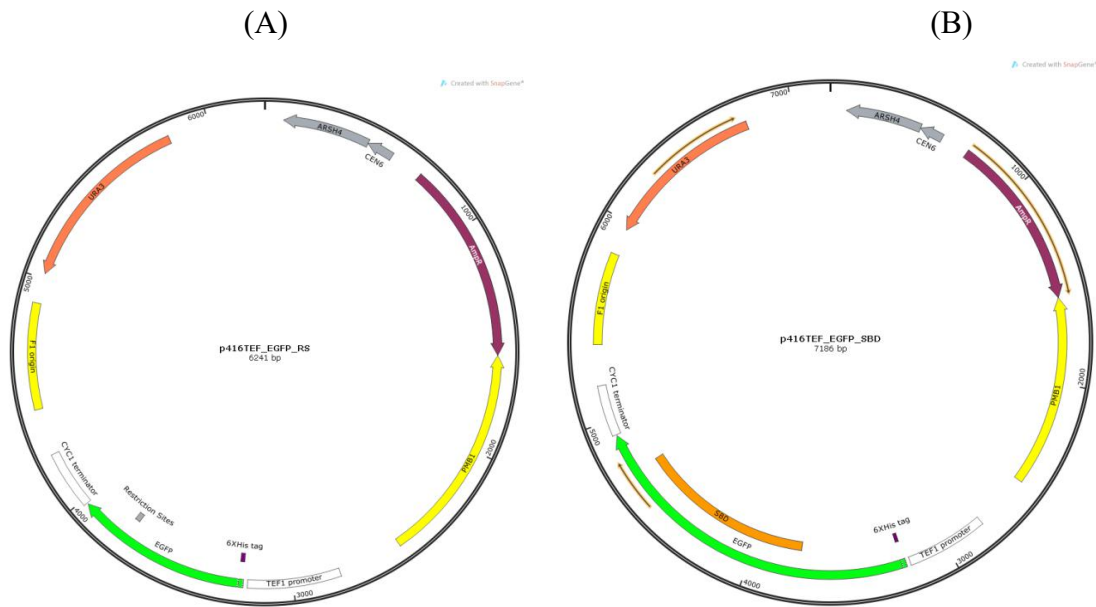 (A)
(B)
Created with SnapGene®
Created with SnapGene®
6000
ARSH4
CEN6
1000
AmpR
URA3
5000
F1 origin
p416TEF_EGFP_RS
6241 bp
2000
PMB1
CYC1 terminator
Restriction Sites
4000
EGFP
6XHis tag
TEF1 promoter
3000
7000
ARSH4
CEN6
1000
AmpR
URA3
6000
F1 origin
p416TEF_EGFP_SBD
7186 bp
2000
PMB1
CYC1 terminator
5000
SBD
EGFP
6XHis tag
TEF1 promoter
3000
4000